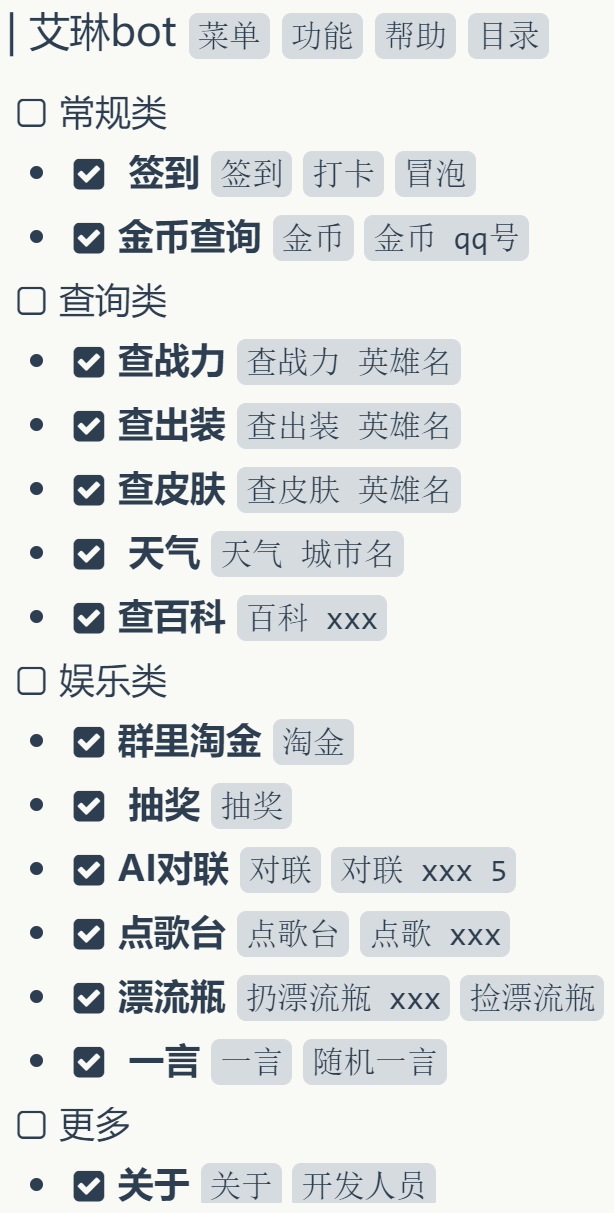 | 艾琳bot 菜单 功能 帮助 目录
常规类
签到 签到 打卡 冒泡
金币查询 金币 金币 qq号
查询类
查战力 查战力 英雄名
查出装 查出装 英雄名
查皮肤 查皮肤 英雄名
天气 天气 城市名
查百科 百科 xxx
娱乐类
群里淘金 淘金
抽奖 抽奖
AI对联 对联 对联 xxx 5
点歌台 点歌台 点歌 xxx
漂流瓶 扔漂流瓶 xxx 捡漂流瓶
一言 一言 随机一言
更多
关于 关于 开发人员